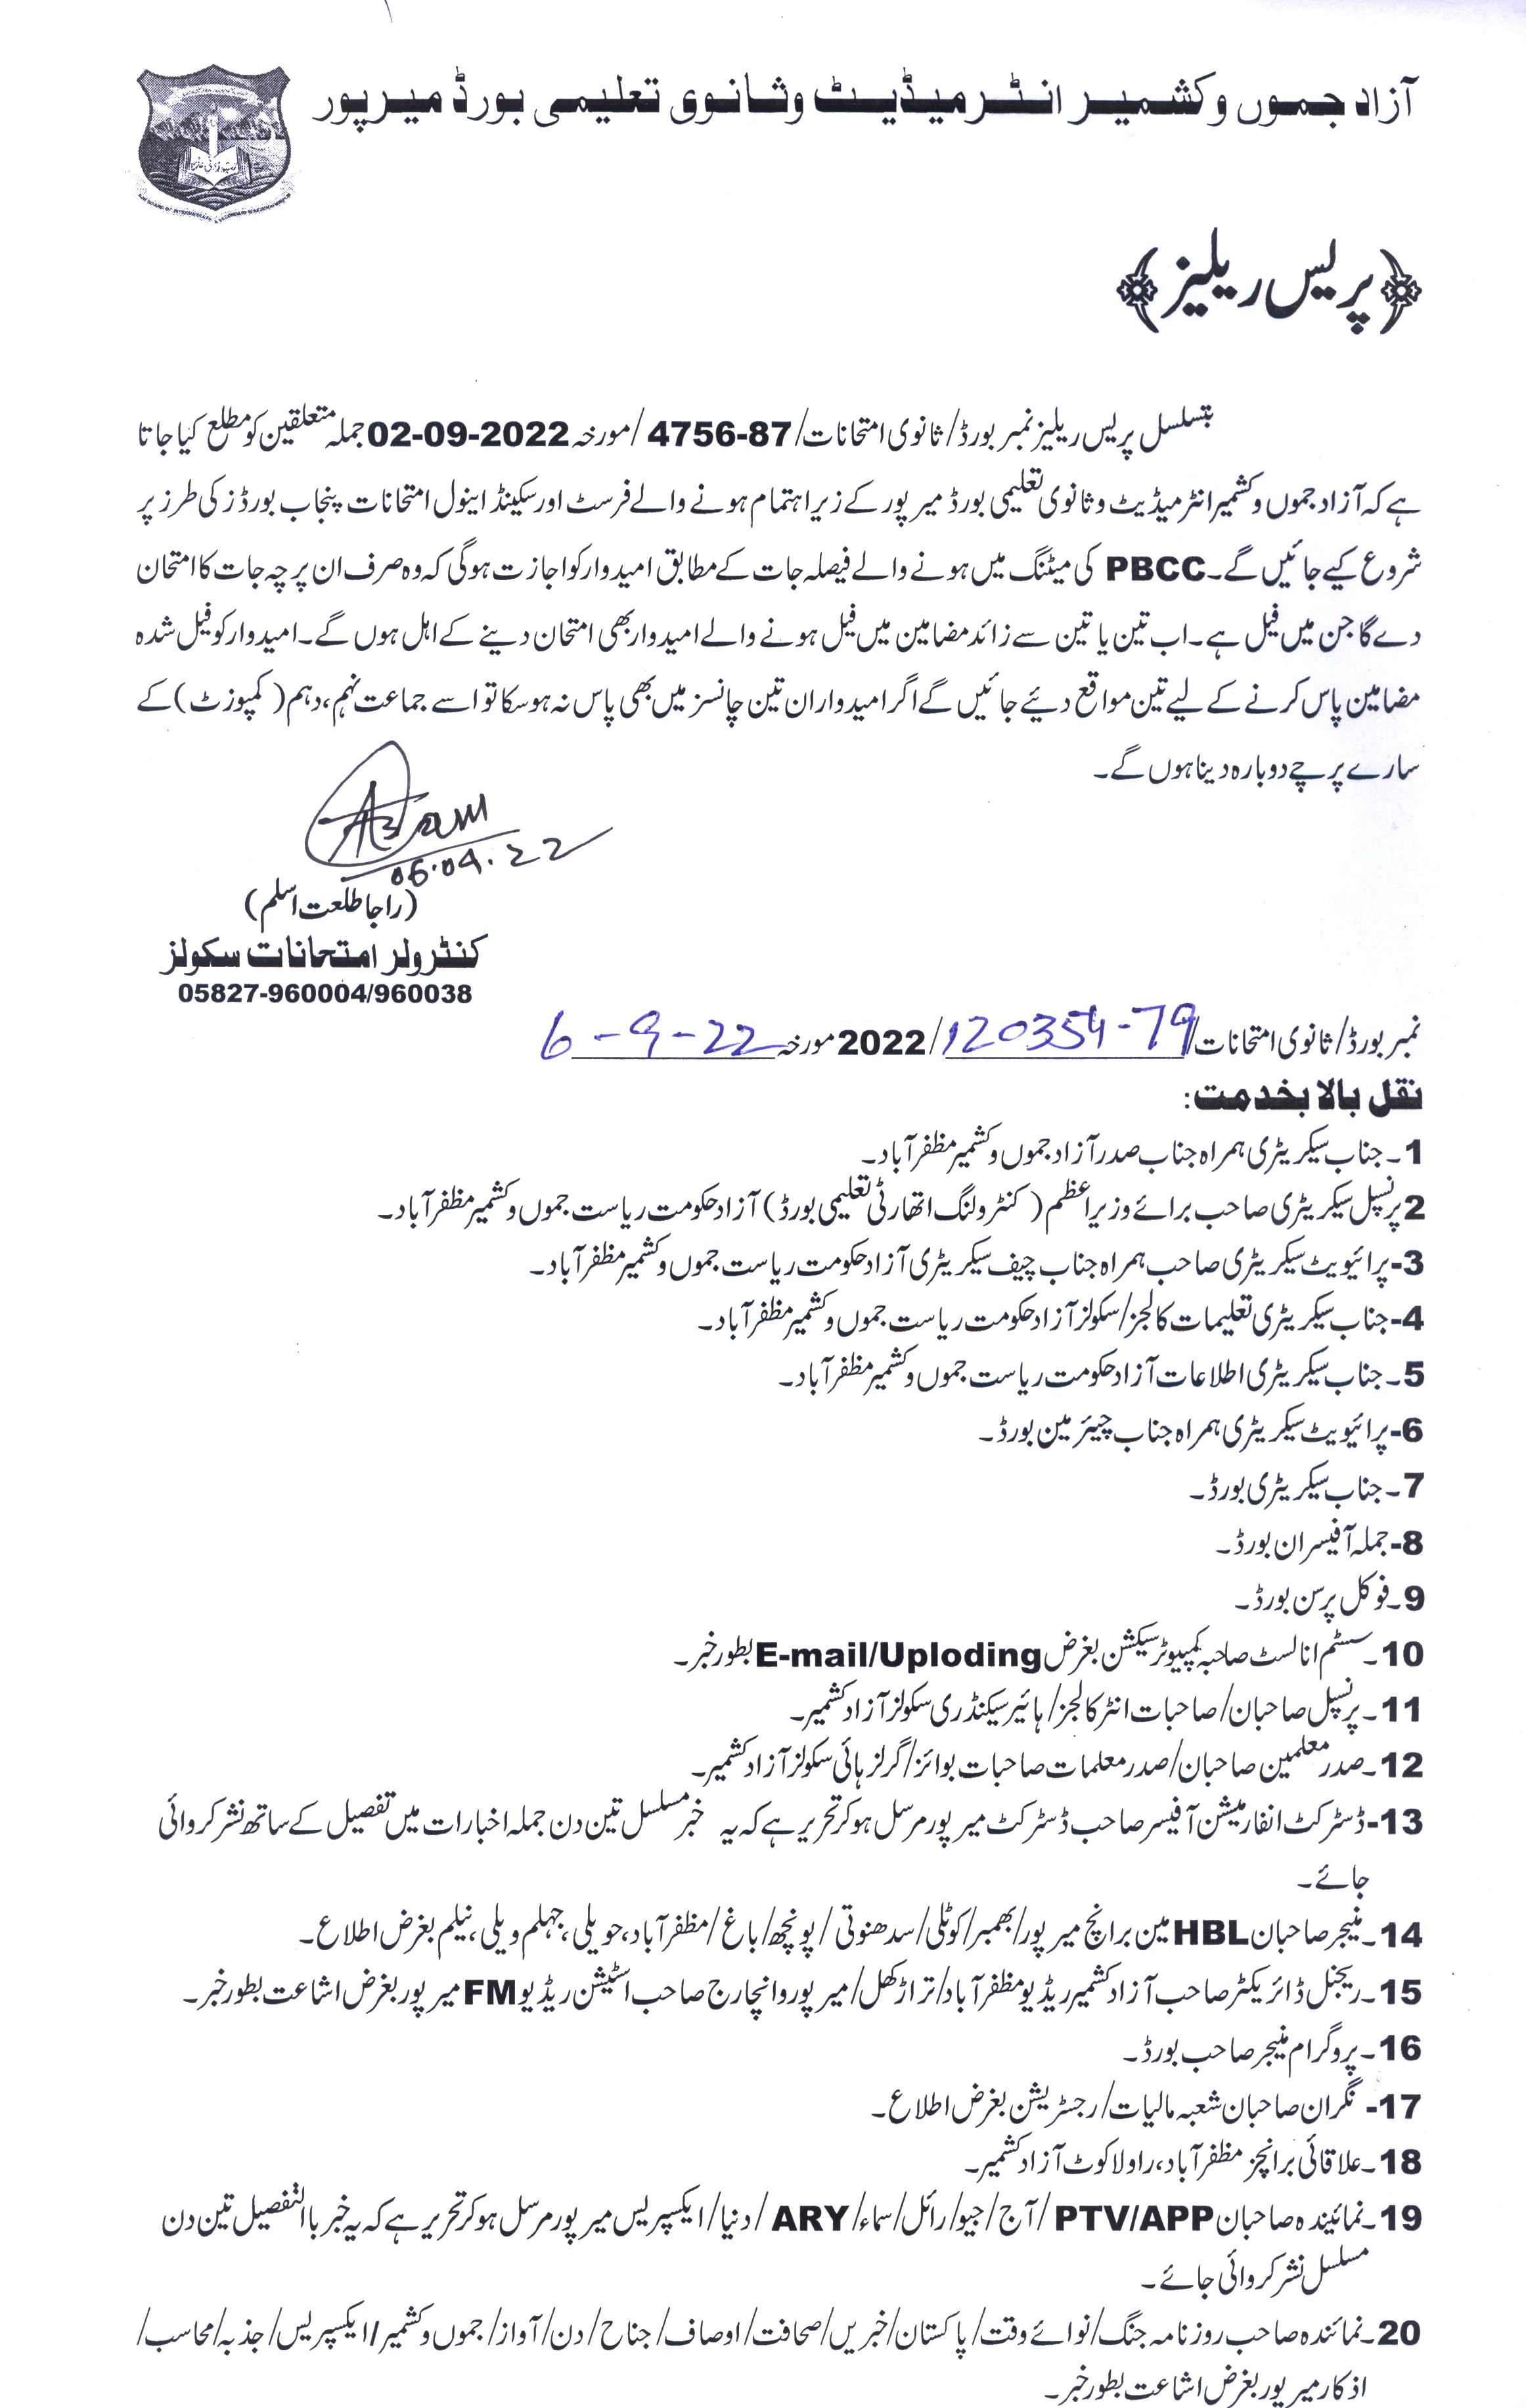 آزاد جموں و کشمیر انٹرمیڈیٹ و ثانوی تعلیمی بورڈ میرپور
﴿پریس ریلیز﴾
بتسلسل پریس ریلیز نمبر بورڈ/ثانوی امتحانات/4756-87 /مورخہ 02-09-2022 جملہ متعلقین کو مطلع کیا جاتا
ہے کہ آزاد جموں و کشمیر انٹرمیڈیٹ و ثانوی تعلیمی بورڈ میرپور کے زیر اہتمام ہونے والے فرسٹ اور سکینڈ اینول امتحانات پنجاب بورڈز کی طرز پر
شروع کیے جائیں گے۔PBCC کی میٹنگ میں ہونے والے فیصلہ جات کے مطابق امیدوار کو اجازت ہوگی کہ وہ صرف ان پرچہ جات کا امتحان
دے گا جن میں فیل ہے۔اب تین یا تین سے زائد مضامین میں فیل ہونے والے امیدوار بھی امتحان دینے کے اہل ہوں گے۔امیدوار کو فیل شدہ
مضامین پاس کرنے کے لیے تین مواقع دیئے جائیں گے اگر امیدوار ان تین چانسز میں بھی پاس نہ ہوسکا تو اسے جماعت نہم،دہم(کمپوزٹ)کے
سارے پرچے دوبارہ دینا ہوں گے۔
06.09.22
(راجا طلعت اسلم)
کنٹرولر امتحانات سکولز
05827-960004/960038
نمبر بورڈ/ثانوی امتحانات/120354-79/2022 مورخہ 6-9-22
نقل بالا بخدمت:
1۔جناب سیکریٹری ہمراہ جناب صدر آزاد جموں و کشمیر مظفرآباد۔
2 پرنسپل سیکریٹری صاحب برائے وزیراعظم (کنٹرولنگ اتھارٹی تعلیمی بورڈ) آزاد حکومت ریاست جموں و کشمیر مظفرآباد۔
3-پرائیویٹ سیکریٹری صاحب ہمراہ جناب چیف سیکریٹری آزاد حکومت ریاست جموں و کشمیر مظفرآباد۔
4-جناب سیکریٹری تعلیمات کالجز/سکولز آزاد حکومت ریاست جموں و کشمیر مظفرآباد۔
5۔جناب سیکریٹری اطلاعات آزاد حکومت ریاست جموں و کشمیر مظفرآباد۔
6-پرائیویٹ سیکریٹری ہمراہ جناب چیئرمین بورڈ۔
7۔جناب سیکریٹری بورڈ۔
8-جملہ آفیسران بورڈ۔
9۔فوکل پرسن بورڈ۔
10۔سسٹم انالسٹ صاحبہ کمپیوٹر سیکشن بغرض E-mail/Uploding بطور خبر۔
11۔پرنسپل صاحبان/صاحبات انٹر کالجز/ہائیر سیکنڈری سکولز آزاد کشمیر۔
12۔صدر معلمین صاحبان/صدر معلمات صاحبات بوائز/گرلز ہائی سکولز آزاد کشمیر۔
13-ڈسٹرکٹ انفارمیشن آفیسر صاحب ڈسٹرکٹ میرپور مرسل ہو کر تحریر ہے کہ یہ خبر مسلسل تین دن جملہ اخبارات میں تفصیل کے ساتھ نشر کروائی
جائے۔
14۔منیجر صاحبان HBL مین برانچ میرپور/بھمبر/کوٹلی/سدھنوتی/پونچھ/باغ/مظفرآباد،حویلی،جہلم ویلی،نیلم بغرض اطلاع۔
15۔ریجنل ڈائریکٹر صاحب آزاد کشمیر ریڈیو مظفرآباد/تراڑکھل/میرپور وانچارج صاحب اسٹیشن ریڈیو FM میرپور بغرض اشاعت بطور خبر۔
16۔پروگرام منیجر صاحب بورڈ۔
17- نگران صاحبان شعبہ مالیات/رجسٹریشن بغرض اطلاع۔
18۔علاقائی برانچز مظفرآباد،راولاکوٹ آزاد کشمیر۔
19۔نمائیندہ صاحبان PTV/APP /آج/جیو/رائل/سماء/ARY /دنیا/ایکسپریس میرپور مرسل ہو کر تحریر ہے کہ یہ خبر باالتفصیل تین دن
مسلسل نشر کروائی جائے۔
20۔نمائندہ صاحب روزنامہ جنگ/نوائے وقت/پاکستان/خبریں/صحافت/اوصاف/جناح/دن/آواز/جموں و کشمیر/ایکسپریس/جذبہ/محاسب/
اذکار میرپور بغرض اشاعت بطور خبر۔